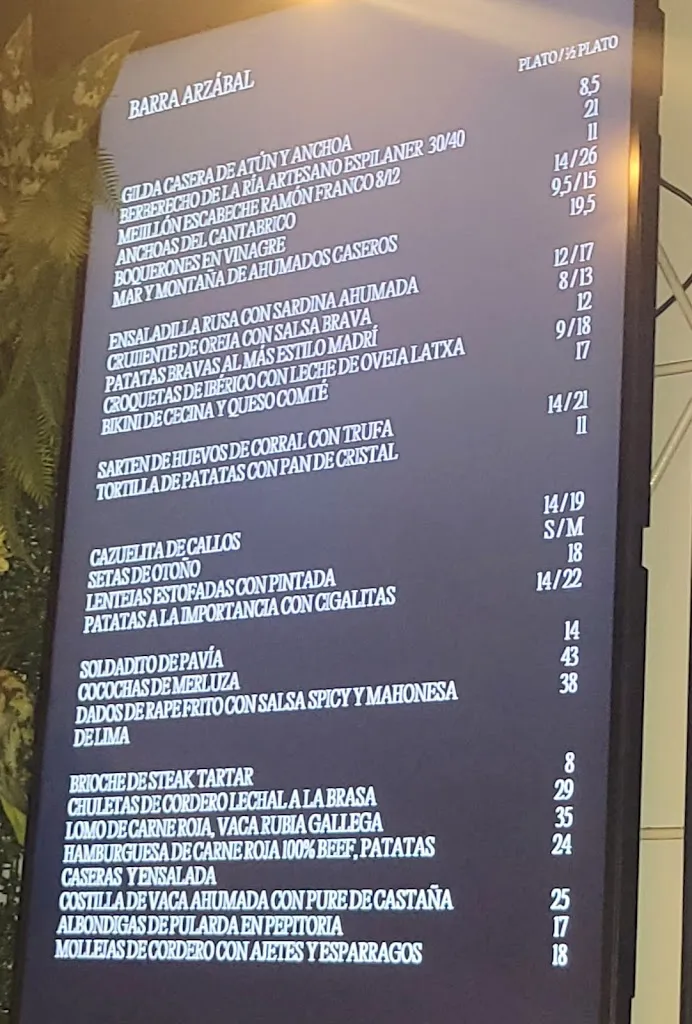 PLATO / ½ PLATO
BARRA ARZÁBAL
GILDA CASERA DE ATÚN Y ANCHOA 8,5
BERBERECHO DE LA RÍA ARTESANO ESPILANER 30/40 21
MEJILLÓN ESCABECHE RAMÓN FRANCO 8/12 11
ANCHOAS DEL CANTABRICO 14 / 26
BOQUERONES EN VINAGRE 9,5 / 15
MAR Y MONTAÑA DE AHUMADOS CASEROS 19,5
ENSALADILLA RUSA CON SARDINA AHUMADA 12 / 17
CRUJIENTE DE OREJA CON SALSA BRAVA 8 / 13
PATATAS BRAVAS AL MÁS ESTILO MADRÍ 12
CROQUETAS DE IBÉRICO CON LECHE DE OVEJA LATXA 9 / 18
BIKINI DE CECINA Y QUESO COMTÉ 17
SARTEN DE HUEVOS DE CORRAL CON TRUFA 14 / 21
TORTILLA DE PATATAS CON PAN DE CRISTAL 11
CAZUELITA DE CALLOS 14 / 19
SETAS DE OTOÑO S / M
LENTEJAS ESTOFADAS CON PINTADA 18
PATATAS A LA IMPORTANCIA CON CIGALITAS 14 / 22
SOLDADITO DE PAVÍA 14
COCOCHAS DE MERLUZA 43
DADOS DE RAPE FRITO CON SALSA SPICY Y MAHONESA 38
DE LIMA
BRIOCHE DE STEAK TARTAR 8
CHULETAS DE CORDERO LECHAL A LA BRASA 29
LOMO DE CARNE ROJA, VACA RUBIA GALLEGA 35
HAMBURGUESA DE CARNE ROJA 100% BEEF, PATATAS 24
CASERAS Y ENSALADA
COSTILLA DE VACA AHUMADA CON PURE DE CASTAÑA 25
ALBONDIGAS DE PULARDA EN PEPITORIA 17
MOLLEJAS DE CORDERO CON AJETES Y ESPARRAGOS 18